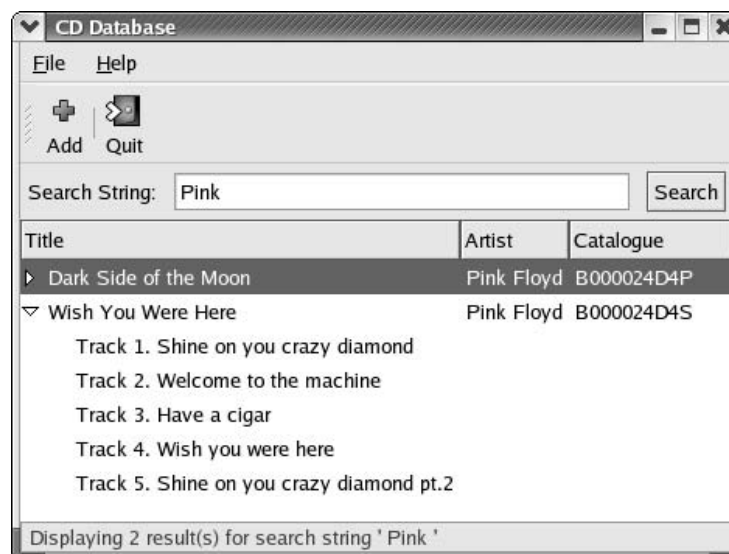 CD Database
File Help
Add Quit
Search String: Pink Search
Title Artist Catalogue
Dark Side of the Moon Pink Floyd B000024D4P
Wish You Were Here Pink Floyd B000024D4S
Track 1. Shine on you crazy diamond
Track 2. Welcome to the machine
Track 3. Have a cigar
Track 4. Wish you were here
Track 5. Shine on you crazy diamond pt.2
Displaying 2 result(s) for search string ' Pink '